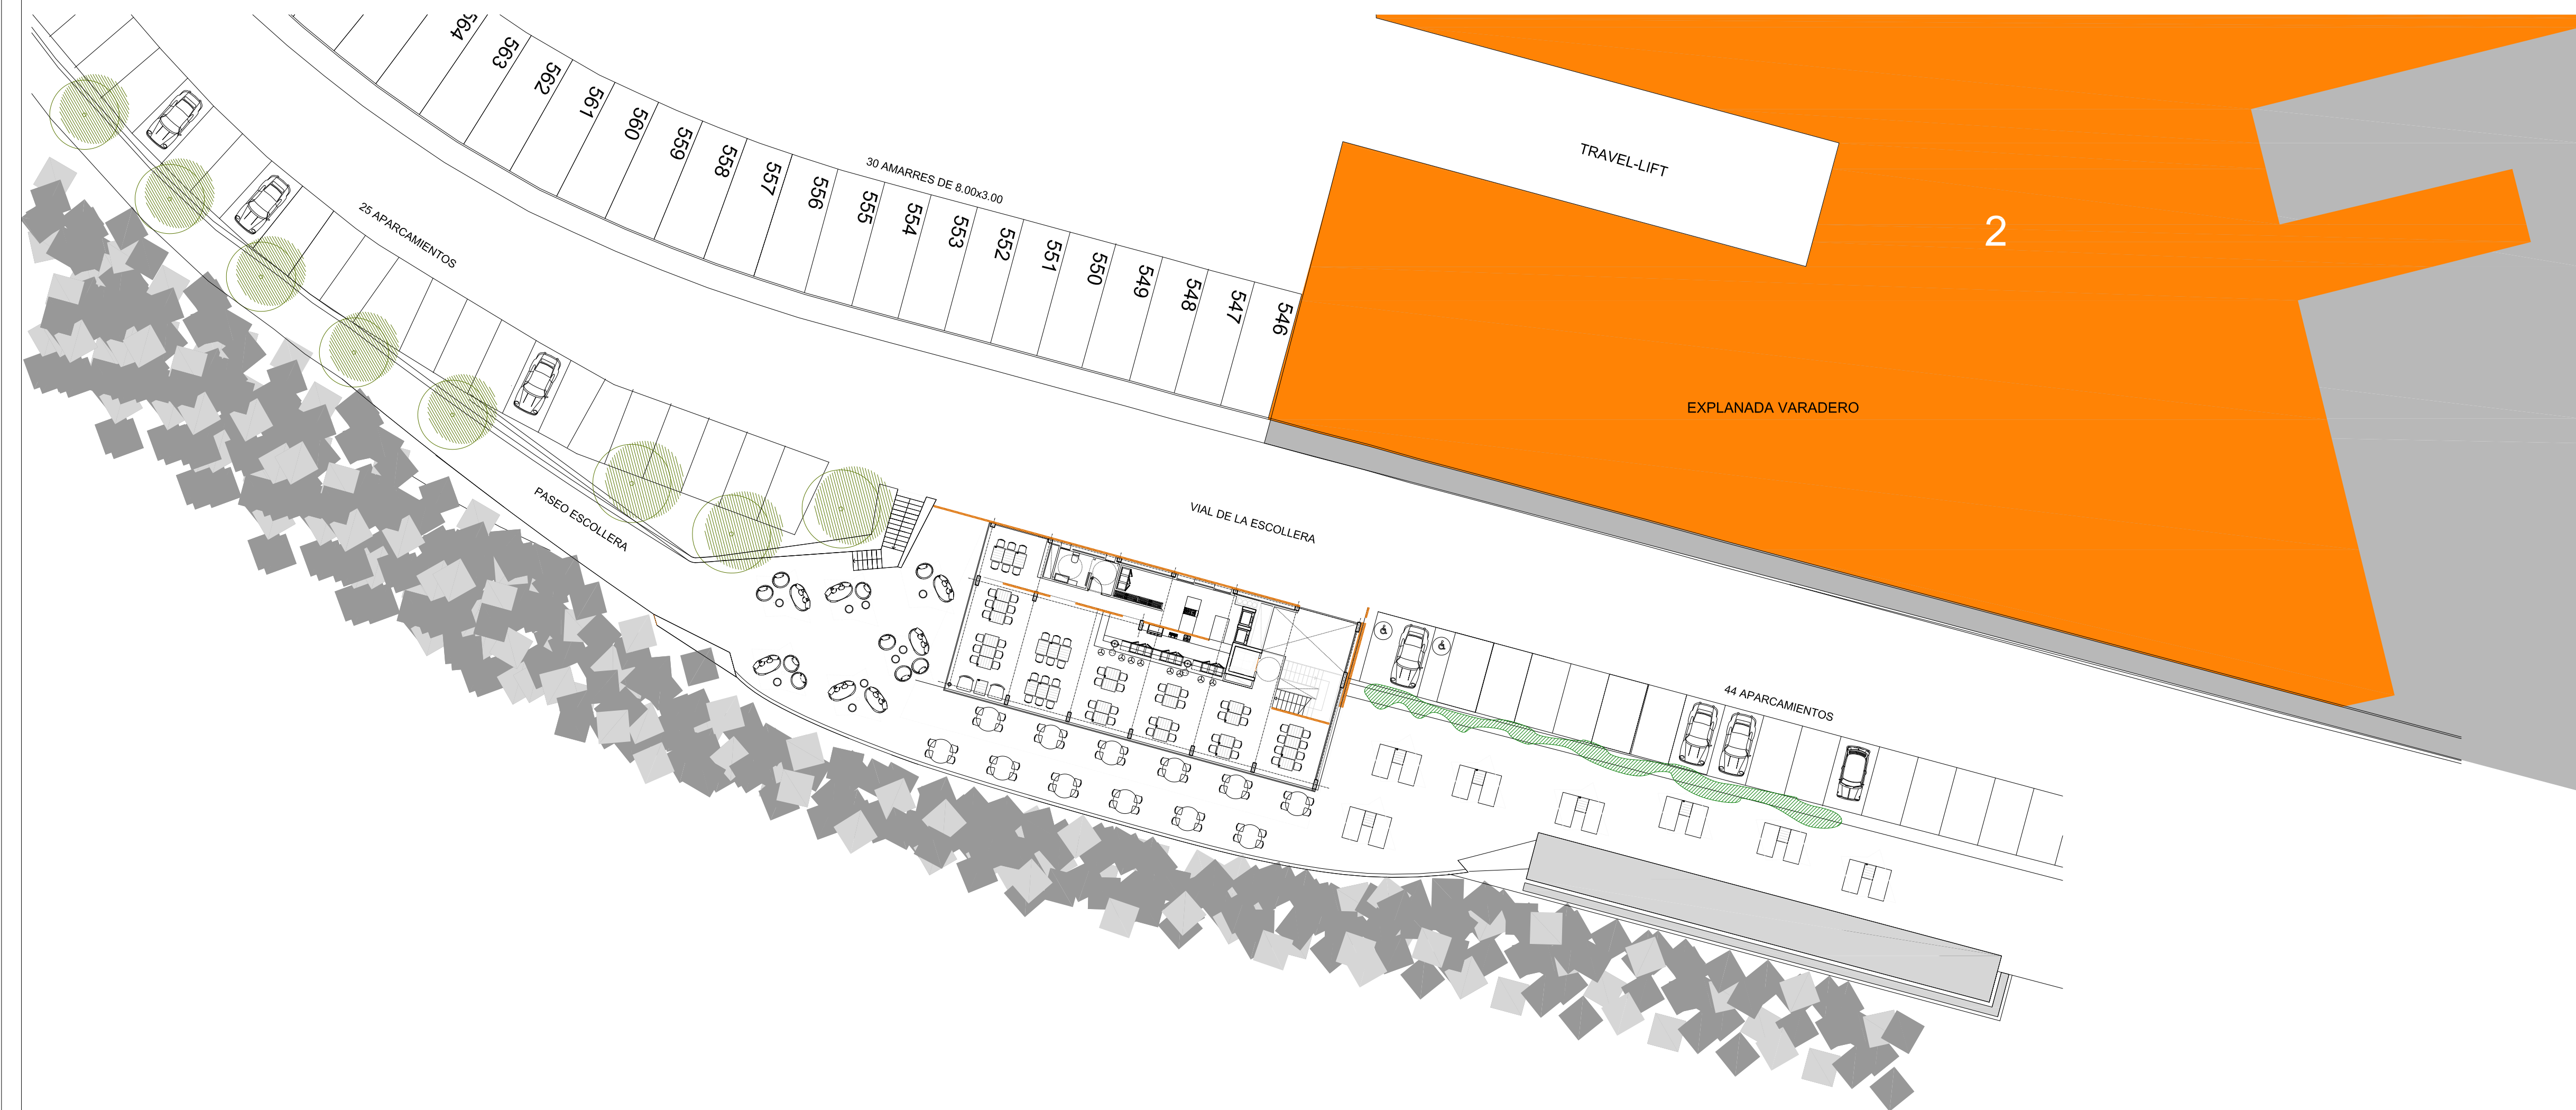 564
563
562
561
560
559
558
557
556
555
554
553
552
551
550
549
548
547
546
30 AMARRES DE 8.00x3.00
TRAVEL-LIFT
2
25 APARCAMIENTOS
EXPLANADA VARADERO
PASEO ESCOLLERA
VIAL DE LA ESCOLLERA
44 APARCAMIENTOS